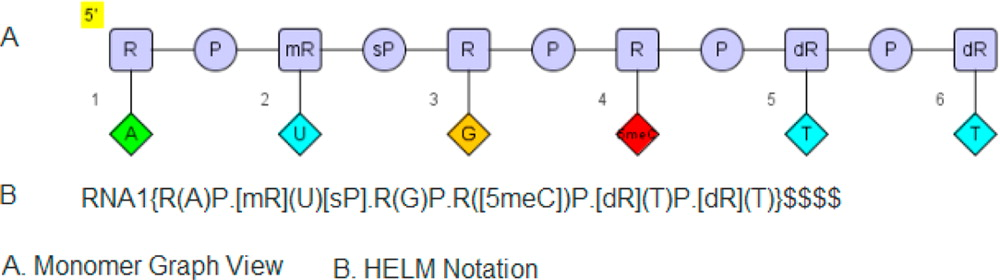 5'
A R P mR sP R P R P dR P dR
1 2 3 4 5 6
A U G 5meC T T
B RNA1{R(A)P.[mR](U)[sP].R(G)P.R([5meC])P.[dR](T)P.[dR](T)}$$$$
A. Monomer Graph View B. HELM Notation